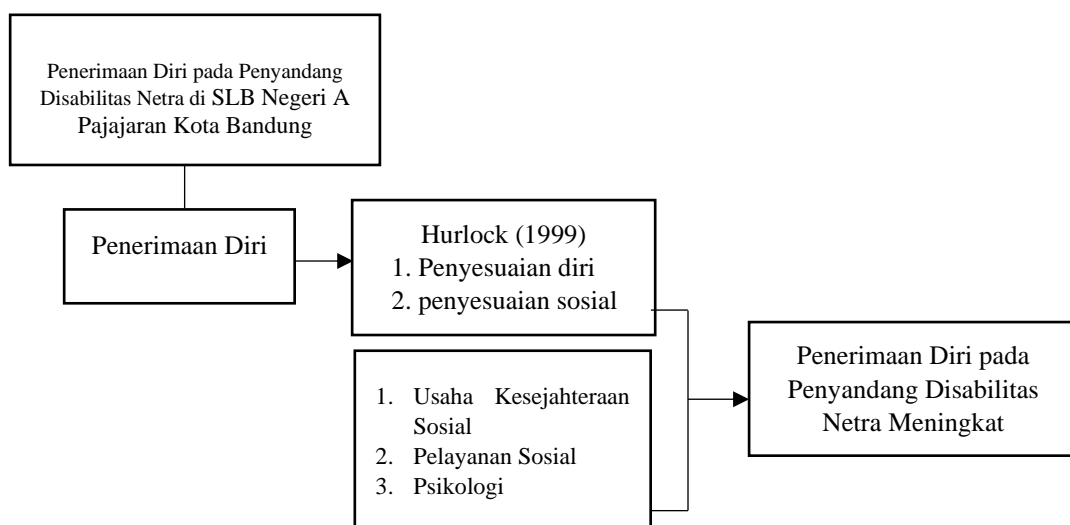 Penerimaan Diri pada Penyandang
Disabilitas Netra di SLB Negeri A
Pajajaran Kota Bandung
Penerimaan Diri
Hurlock (1999)
1. Penyesuaian diri
2. penyesuaian sosial
1. Usaha Kesejahteraan
Sosial
2. Pelayanan Sosial
3. Psikologi
Penerimaan Diri pada
Penyandang Disabilitas
Netra Meningkat